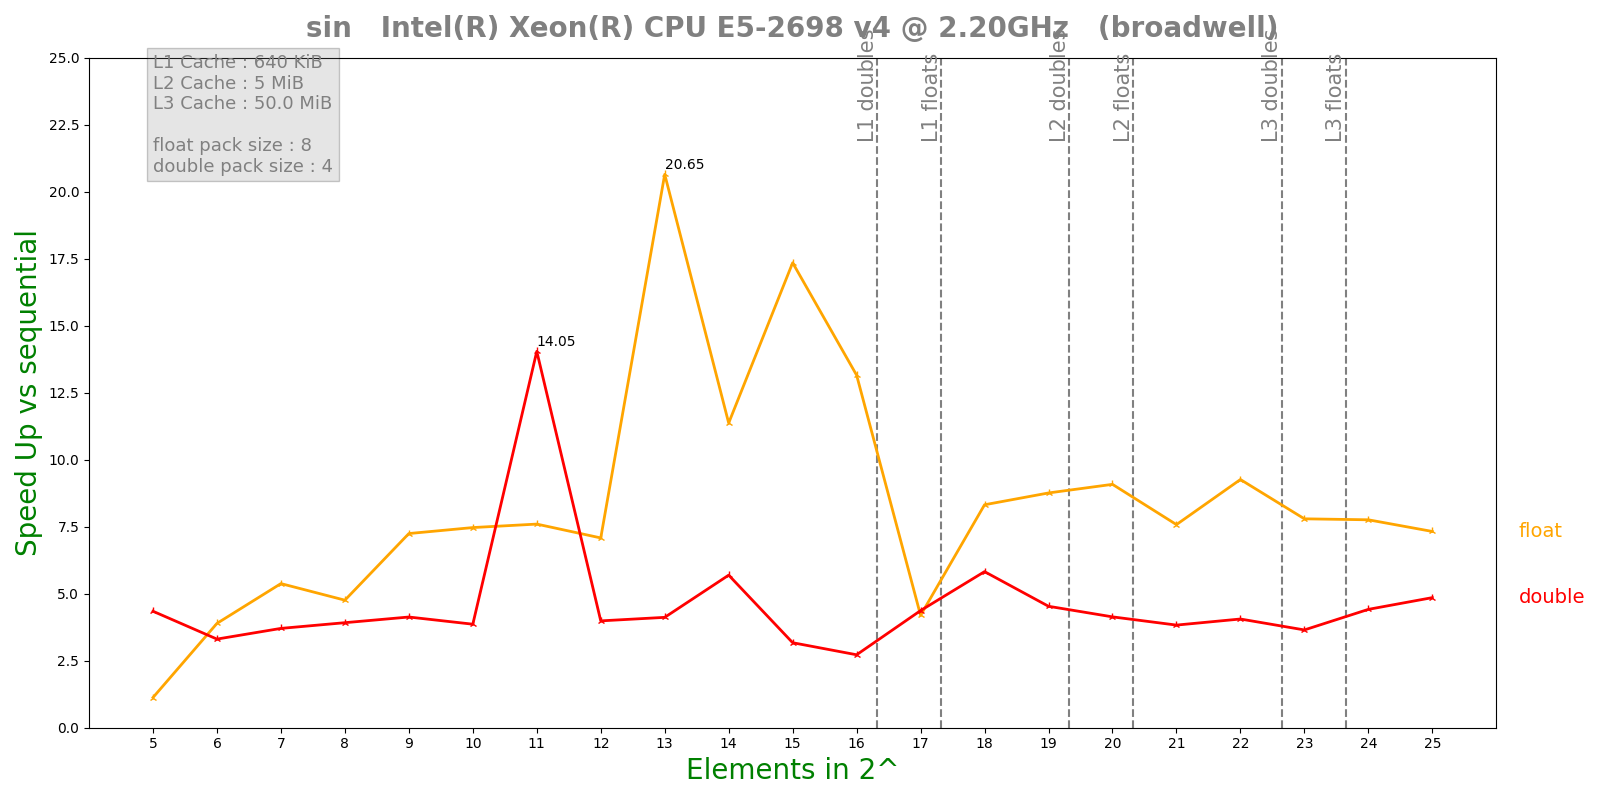 sin   Intel(R) Xeon(R) CPU E5-2698 v4 @ 2.20GHz   (broadwell)
L1 Cache : 640 KiB
L2 Cache : 5 MiB
L3 Cache : 50.0 MiB
float pack size : 8
double pack size : 4
L1 doubles
L1 floats
L2 doubles
L2 floats
L3 doubles
L3 floats
25.0
22.5
20.0
17.5
15.0
12.5
10.0
7.5
5.0
2.5
0.0
Speed Up vs sequential
20.65
14.05
float
double
5 6 7 8 9 10 11 12 13 14 15 16 17 18 19 20 21 22 23 24 25
Elements in 2^